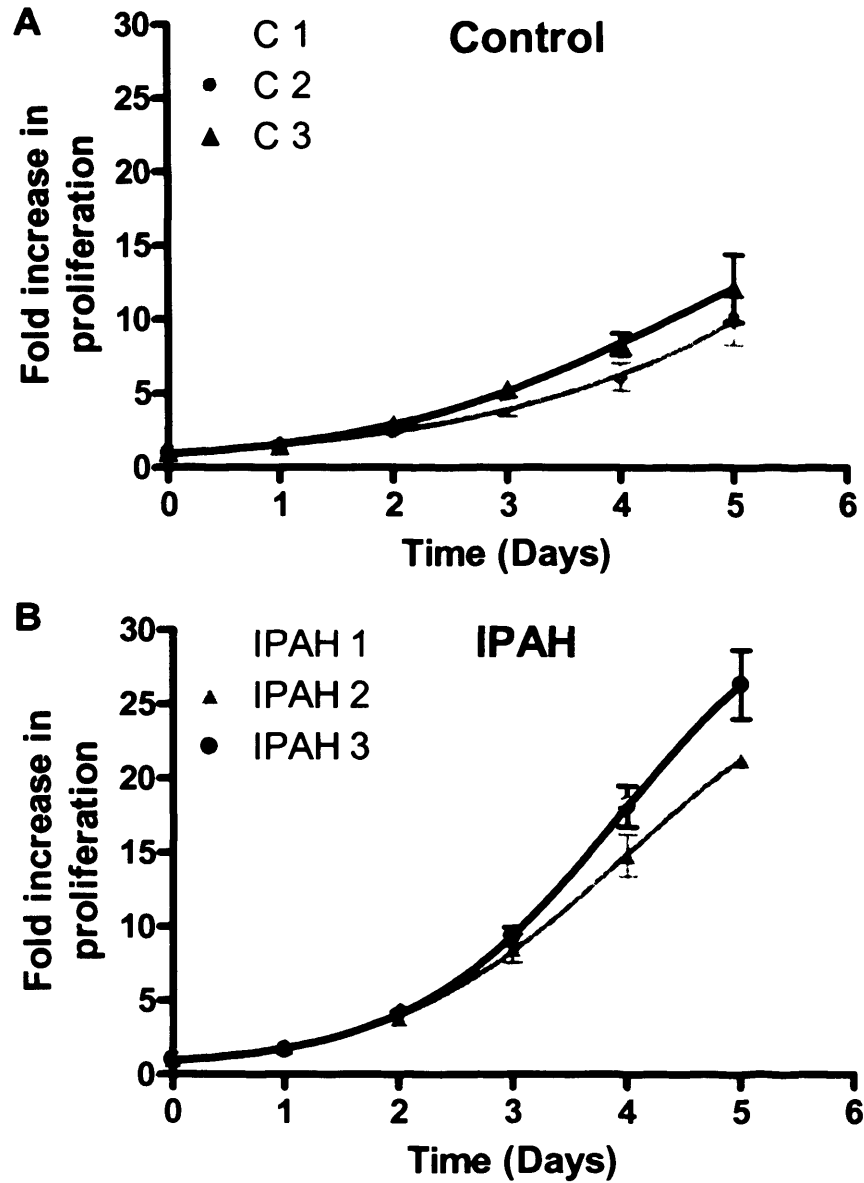 A
Control
C 1
C 2
C 3
Fold increase in
proliferation
30
25
20
15
10
5
0
0 1 2 3 4 5 6
Time (Days)
B
IPAH
IPAH 1
IPAH 2
IPAH 3
Fold increase in
proliferation
30
25
20
15
10
5
0
0 1 2 3 4 5 6
Time (Days)